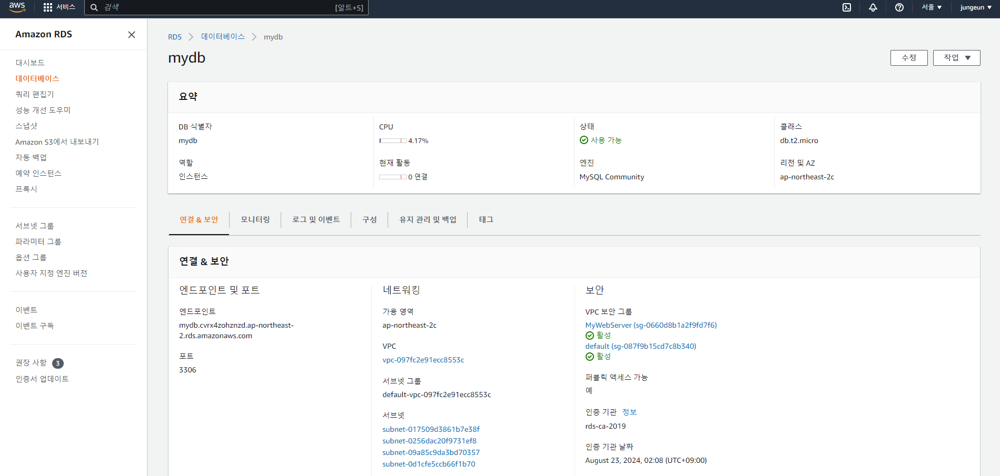 aws
서비스
검색
[알트+S]
서울 ▼
jungeun ▼
Amazon RDS
대시보드
데이터베이스
쿼리 편집기
성능 개선 도우미
스냅샷
Amazon S3에서 내보내기
자동 백업
예약 인스턴스
프록시
서브넷 그룹
파라미터 그룹
옵션 그룹
사용자 지정 엔진 버전
이벤트
이벤트 구독
권장 사항 3
인증서 업데이트
RDS > 데이터베이스 > mydb
mydb
수정
작업 ▼
요약
DB 식별자
mydb
역할
인스턴스
CPU
4.17%
현재 활동
0 연결
상태
사용 가능
엔진
MySQL Community
클래스
db.t2.micro
리전 및 AZ
ap-northeast-2c
연결 & 보안
모니터링
로그 및 이벤트
구성
유지 관리 및 백업
태그
연결 & 보안
엔드포인트 및 포트
엔드포인트
mydb.cvrx4zohznzd.ap-northeast-
2.rds.amazonaws.com
포트
3306
네트워킹
가용 영역
ap-northeast-2c
VPC
vpc-097fc2e91ecc8553c
서브넷 그룹
default-vpc-097fc2e91ecc8553c
서브넷
subnet-017509d3861b7e38f
subnet-0256dac20f9731ef8
subnet-09a85c9da3bd70357
subnet-0d1cfe5ccb66f1b70
보안
VPC 보안 그룹
MyWebServer (sg-0660d8b1a2f9fd7f6)
활성
default (sg-087f9b15cd7c8b340)
활성
퍼블릭 액세스 가능
예
인증 기관 정보
rds-ca-2019
인증 기관 날짜
August 23, 2024, 02:08 (UTC+09:00)